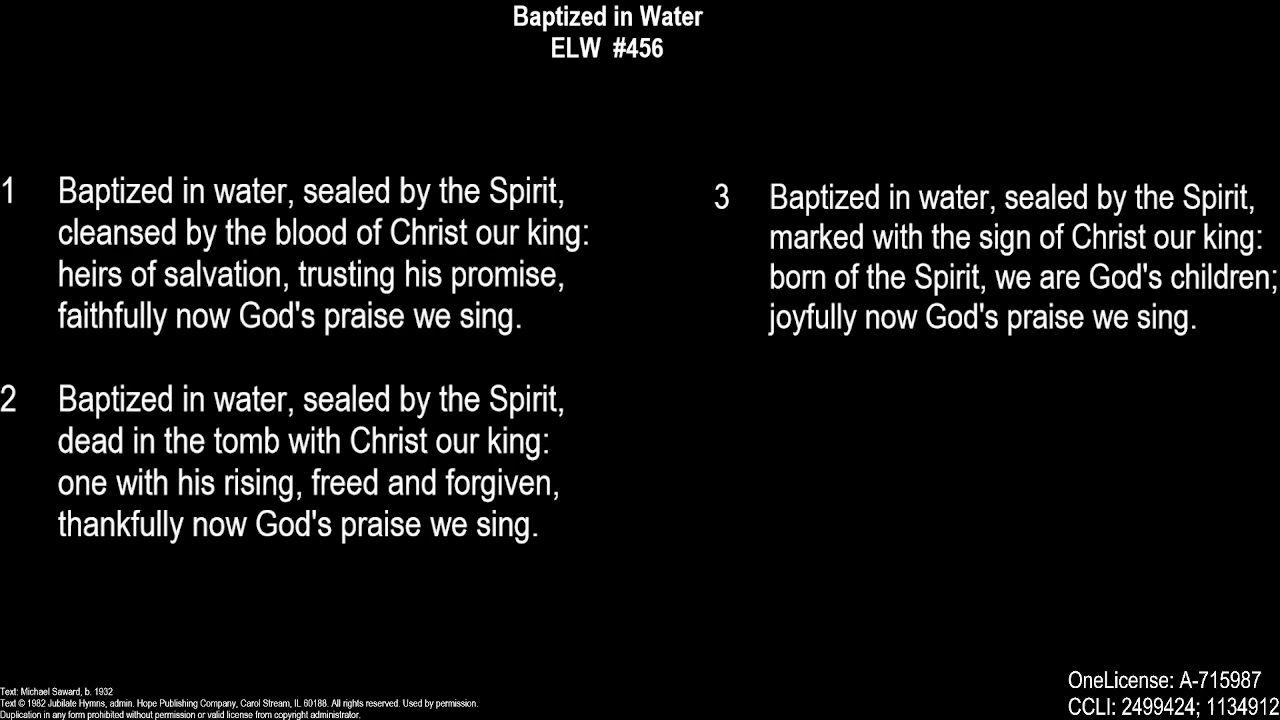 Baptized in Water
ELW #456
1 Baptized in water, sealed by the Spirit,
cleansed by the blood of Christ our king:
heirs of salvation, trusting his promise,
faithfully now God's praise we sing.
2 Baptized in water, sealed by the Spirit,
dead in the tomb with Christ our king:
one with his rising, freed and forgiven,
thankfully now God's praise we sing.
3 Baptized in water, sealed by the Spirit,
marked with the sign of Christ our king:
born of the Spirit, we are God's children;
joyfully now God's praise we sing.
Text: Michael Saward, b. 1932
Text © 1982 Jubilate Hymns, admin. Hope Publishing Company, Carol Stream, IL 60188. All rights reserved. Used by permission.
Duplication in any form prohibited without permission or valid license from copyright administrator.
OneLicense: A-715987
CCLI: 2499424; 1134912